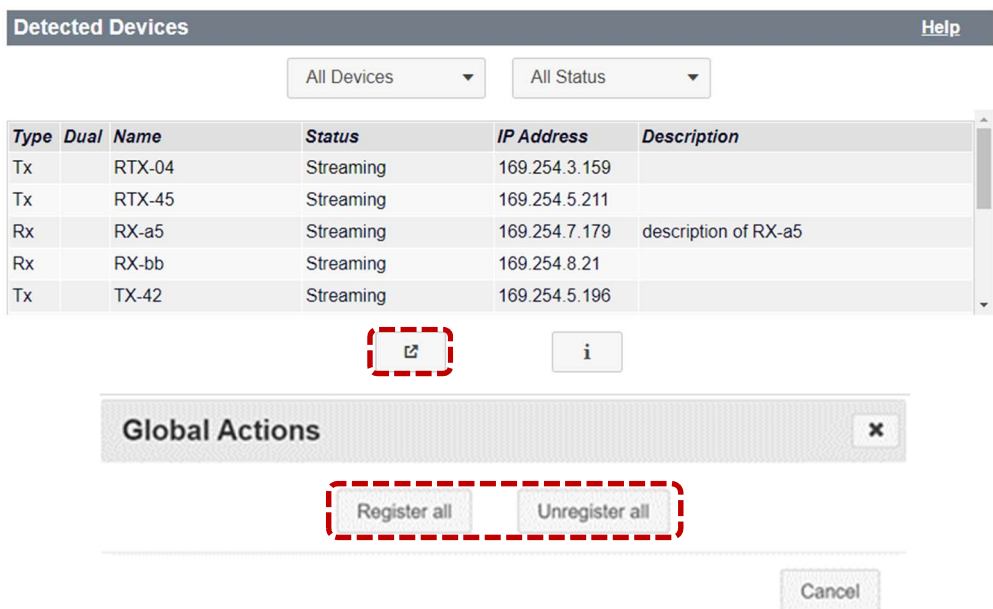 Detected Devices Help
All Devices All Status
Type Dual Name Status IP Address Description
Tx RTX-04 Streaming 169.254.3.159
Tx RTX-45 Streaming 169.254.5.211
Rx RX-a5 Streaming 169.254.7.179 description of RX-a5
Rx RX-bb Streaming 169.254.8.21
Tx TX-42 Streaming 169.254.5.196
i
Global Actions
Register all Unregister all
Cancel